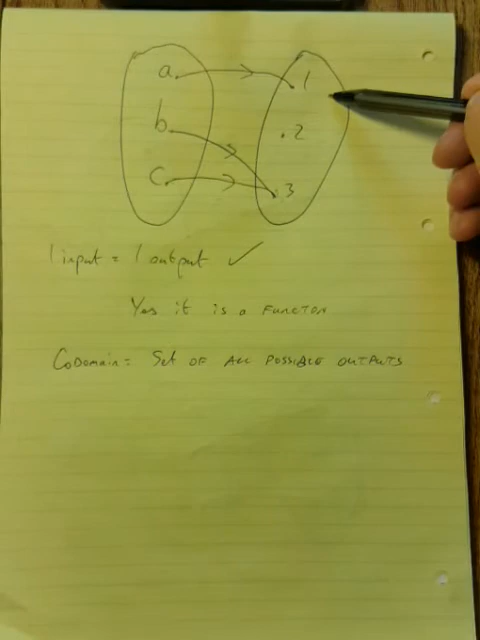 a 1
b 2
c 3
1 input = 1 output ✓
Yes it is a Function
CoDomain = Set of all possible outputs